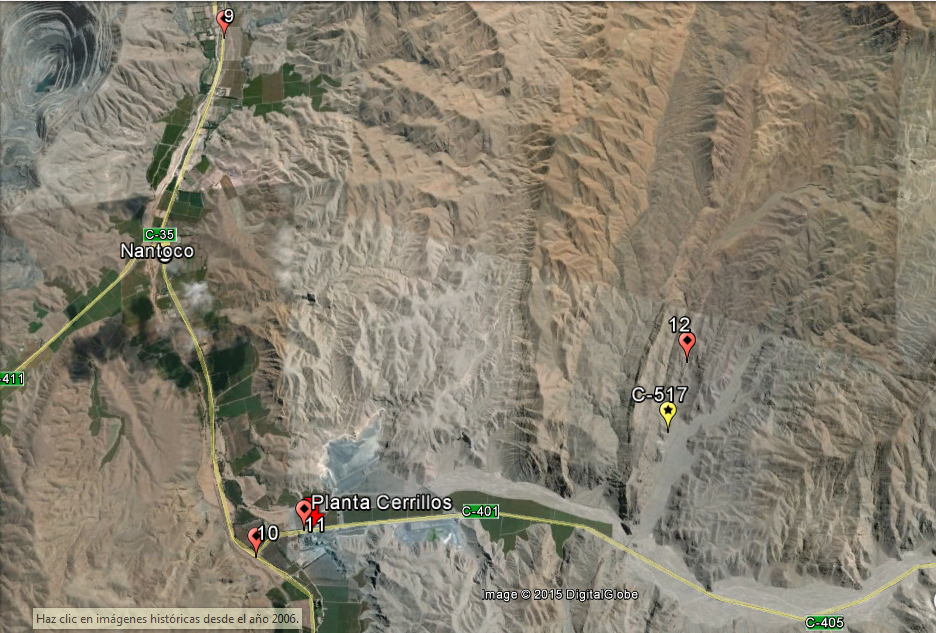 9
C-35
Nantoco
12
-411
C-517
Planta Cerrillos
C-401
11
10
Image © 2015 DigitalGlobe
Haz clic en imágenes históricas desde el año 2006.
C-405